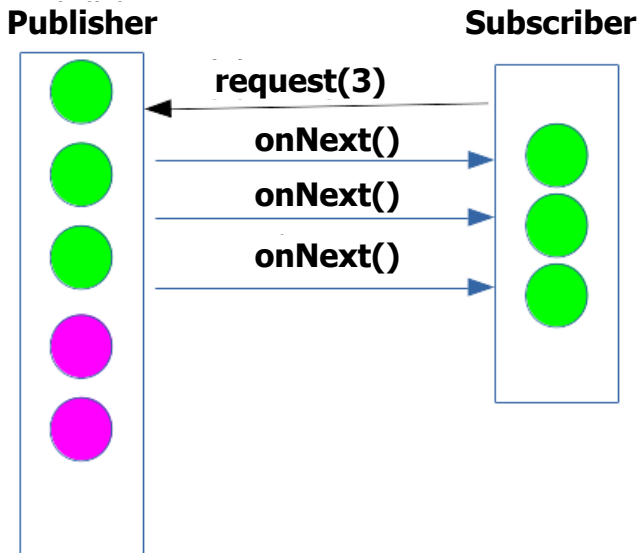 Publisher
Subscriber
request(3)
onNext()
onNext()
onNext()